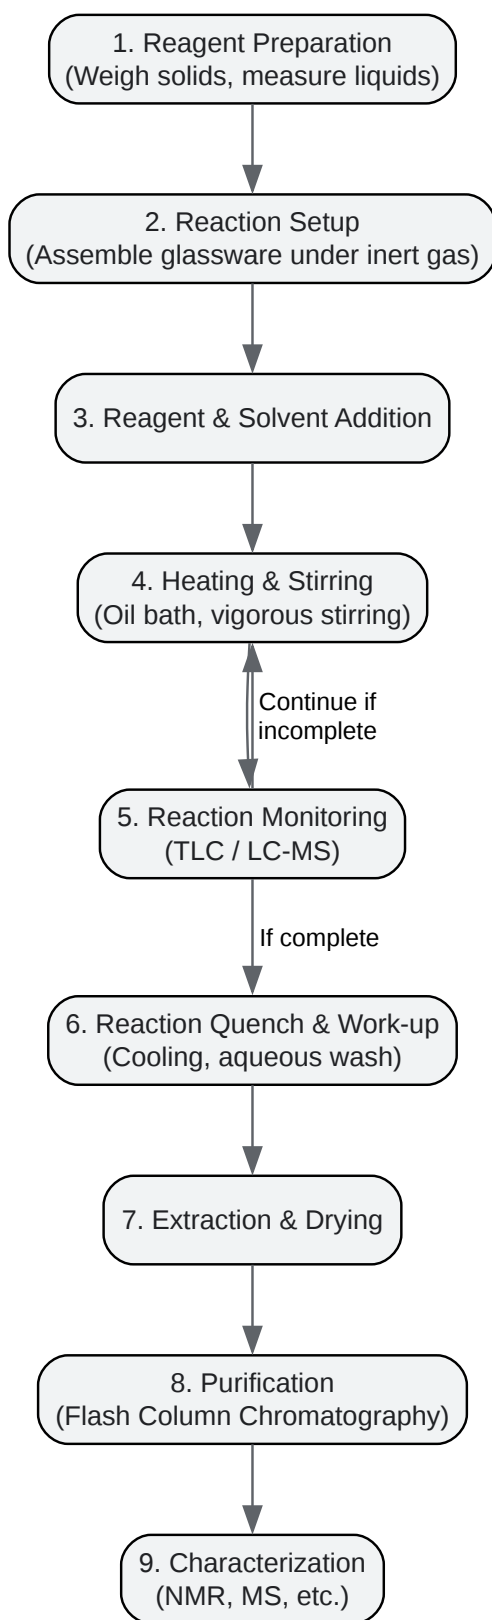 1. Reagent Preparation
(Weigh solids, measure liquids)
2. Reaction Setup
(Assemble glassware under inert gas)
3. Reagent & Solvent Addition
4. Heating & Stirring
(Oil bath, vigorous stirring)
Continue if
incomplete
5. Reaction Monitoring
(TLC / LC-MS)
If complete
6. Reaction Quench & Work-up
(Cooling, aqueous wash)
7. Extraction & Drying
8. Purification
(Flash Column Chromatography)
9. Characterization
(NMR, MS, etc.)